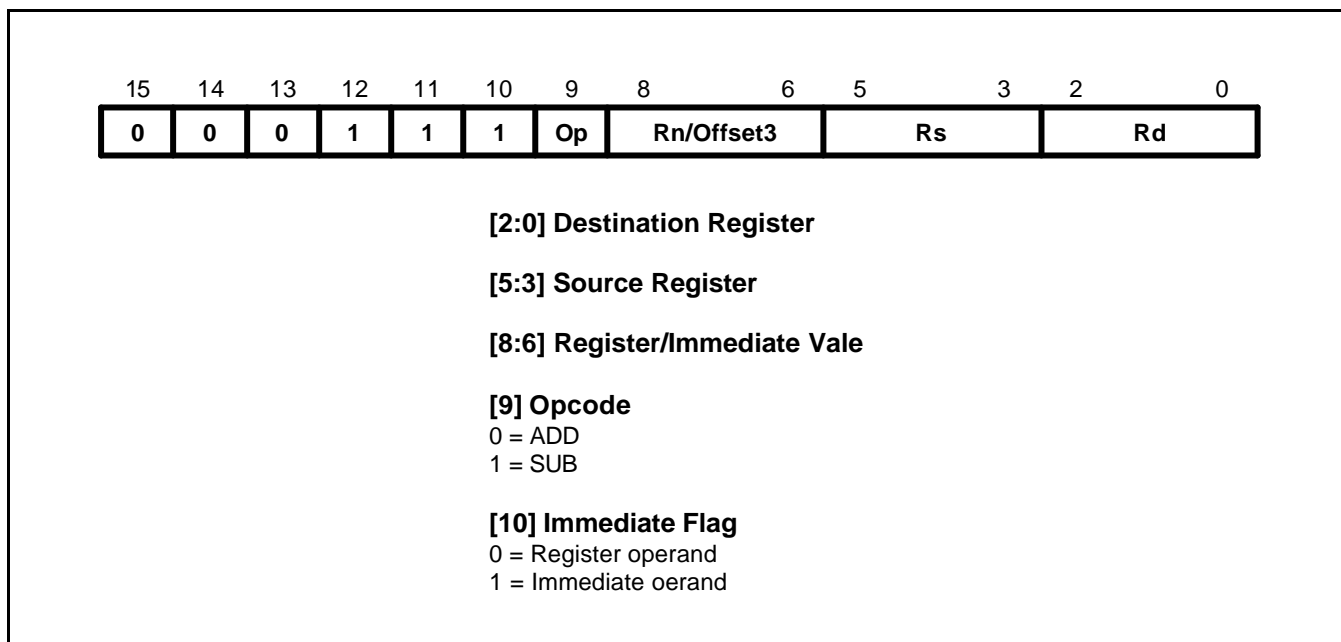 15 14 13 12 11 10 9 8 6 5 3 2 0
0 0 0 1 1 1 Op Rn/Offset3 Rs Rd
[2:0] Destination Register
[5:3] Source Register
[8:6] Register/Immediate Vale
[9] Opcode
0 = ADD
1 = SUB
[10] Immediate Flag
0 = Register operand
1 = Immediate oerand